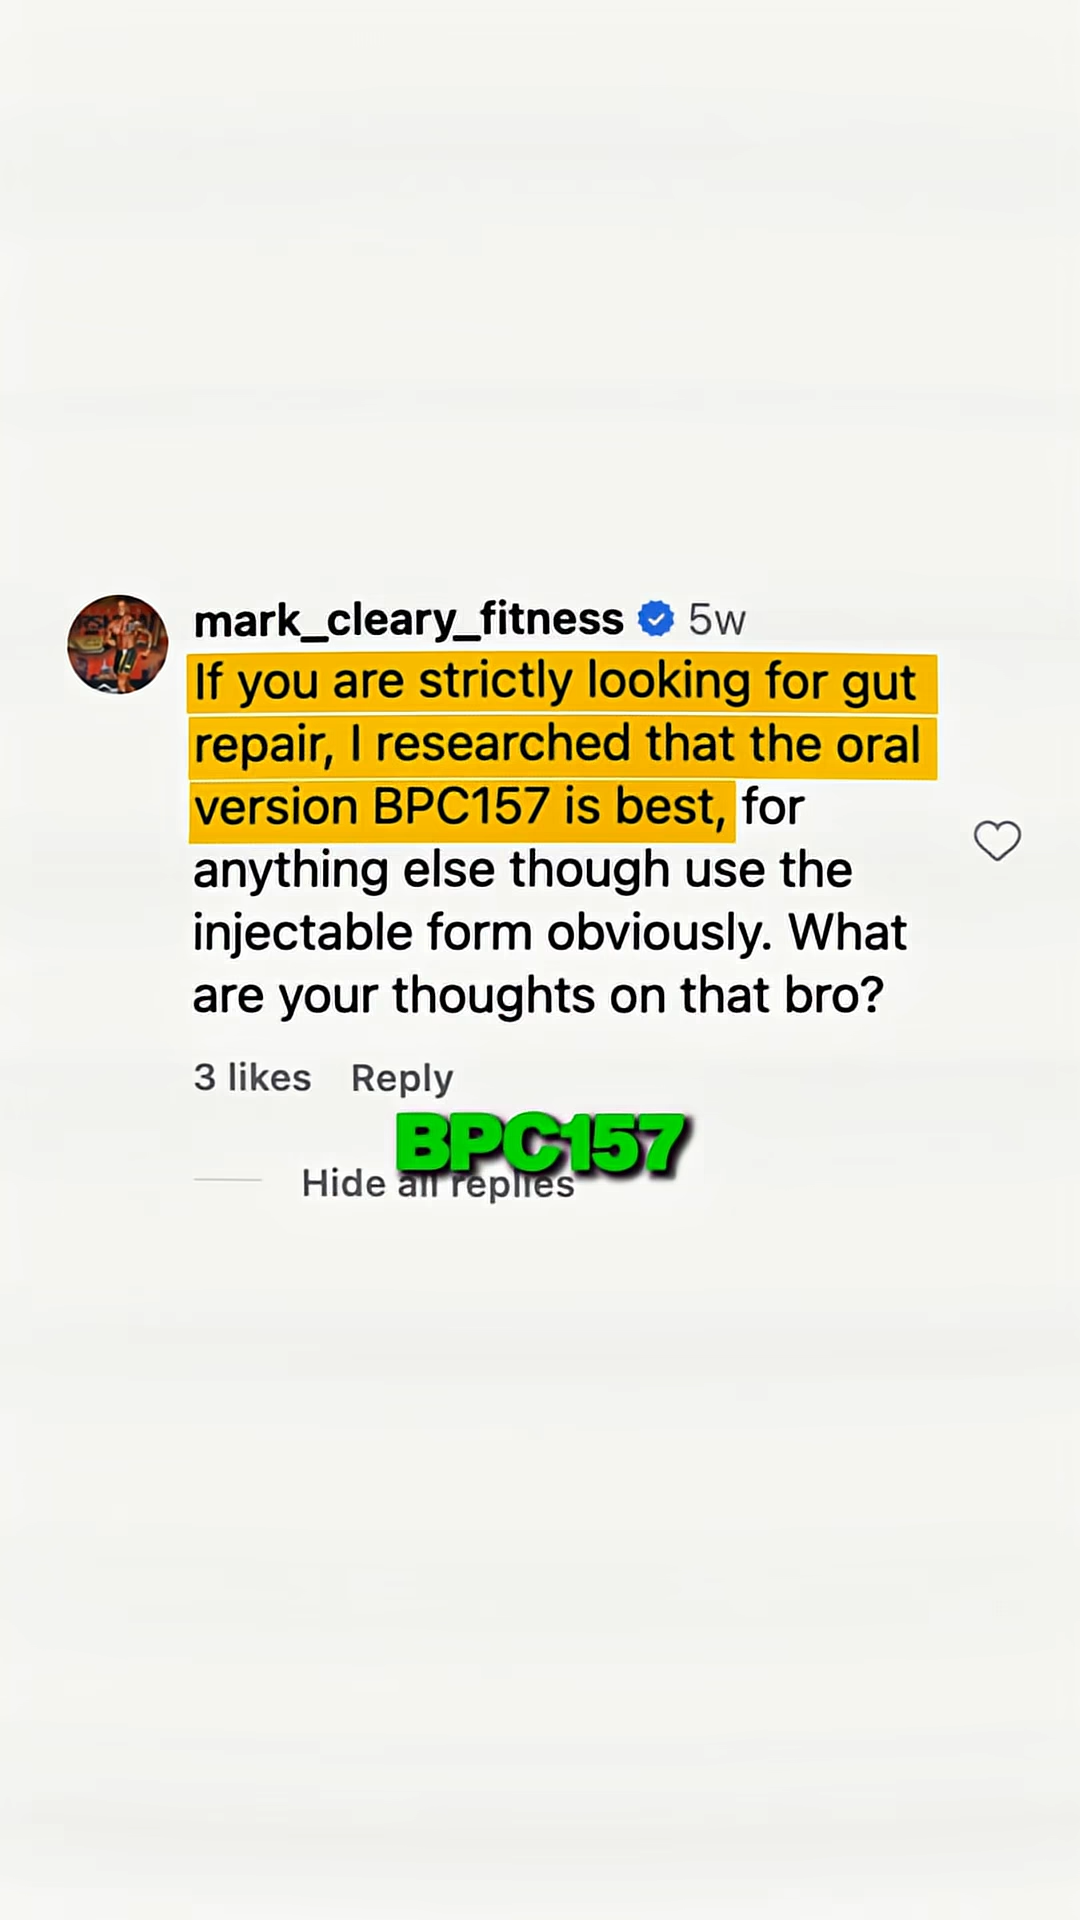 mark_cleary_fitness 5w
If you are strictly looking for gut
repair, I researched that the oral
version BPC157 is best, for
anything else though use the
injectable form obviously. What
are your thoughts on that bro?
3 likes Reply
BPC157
Hide all replies